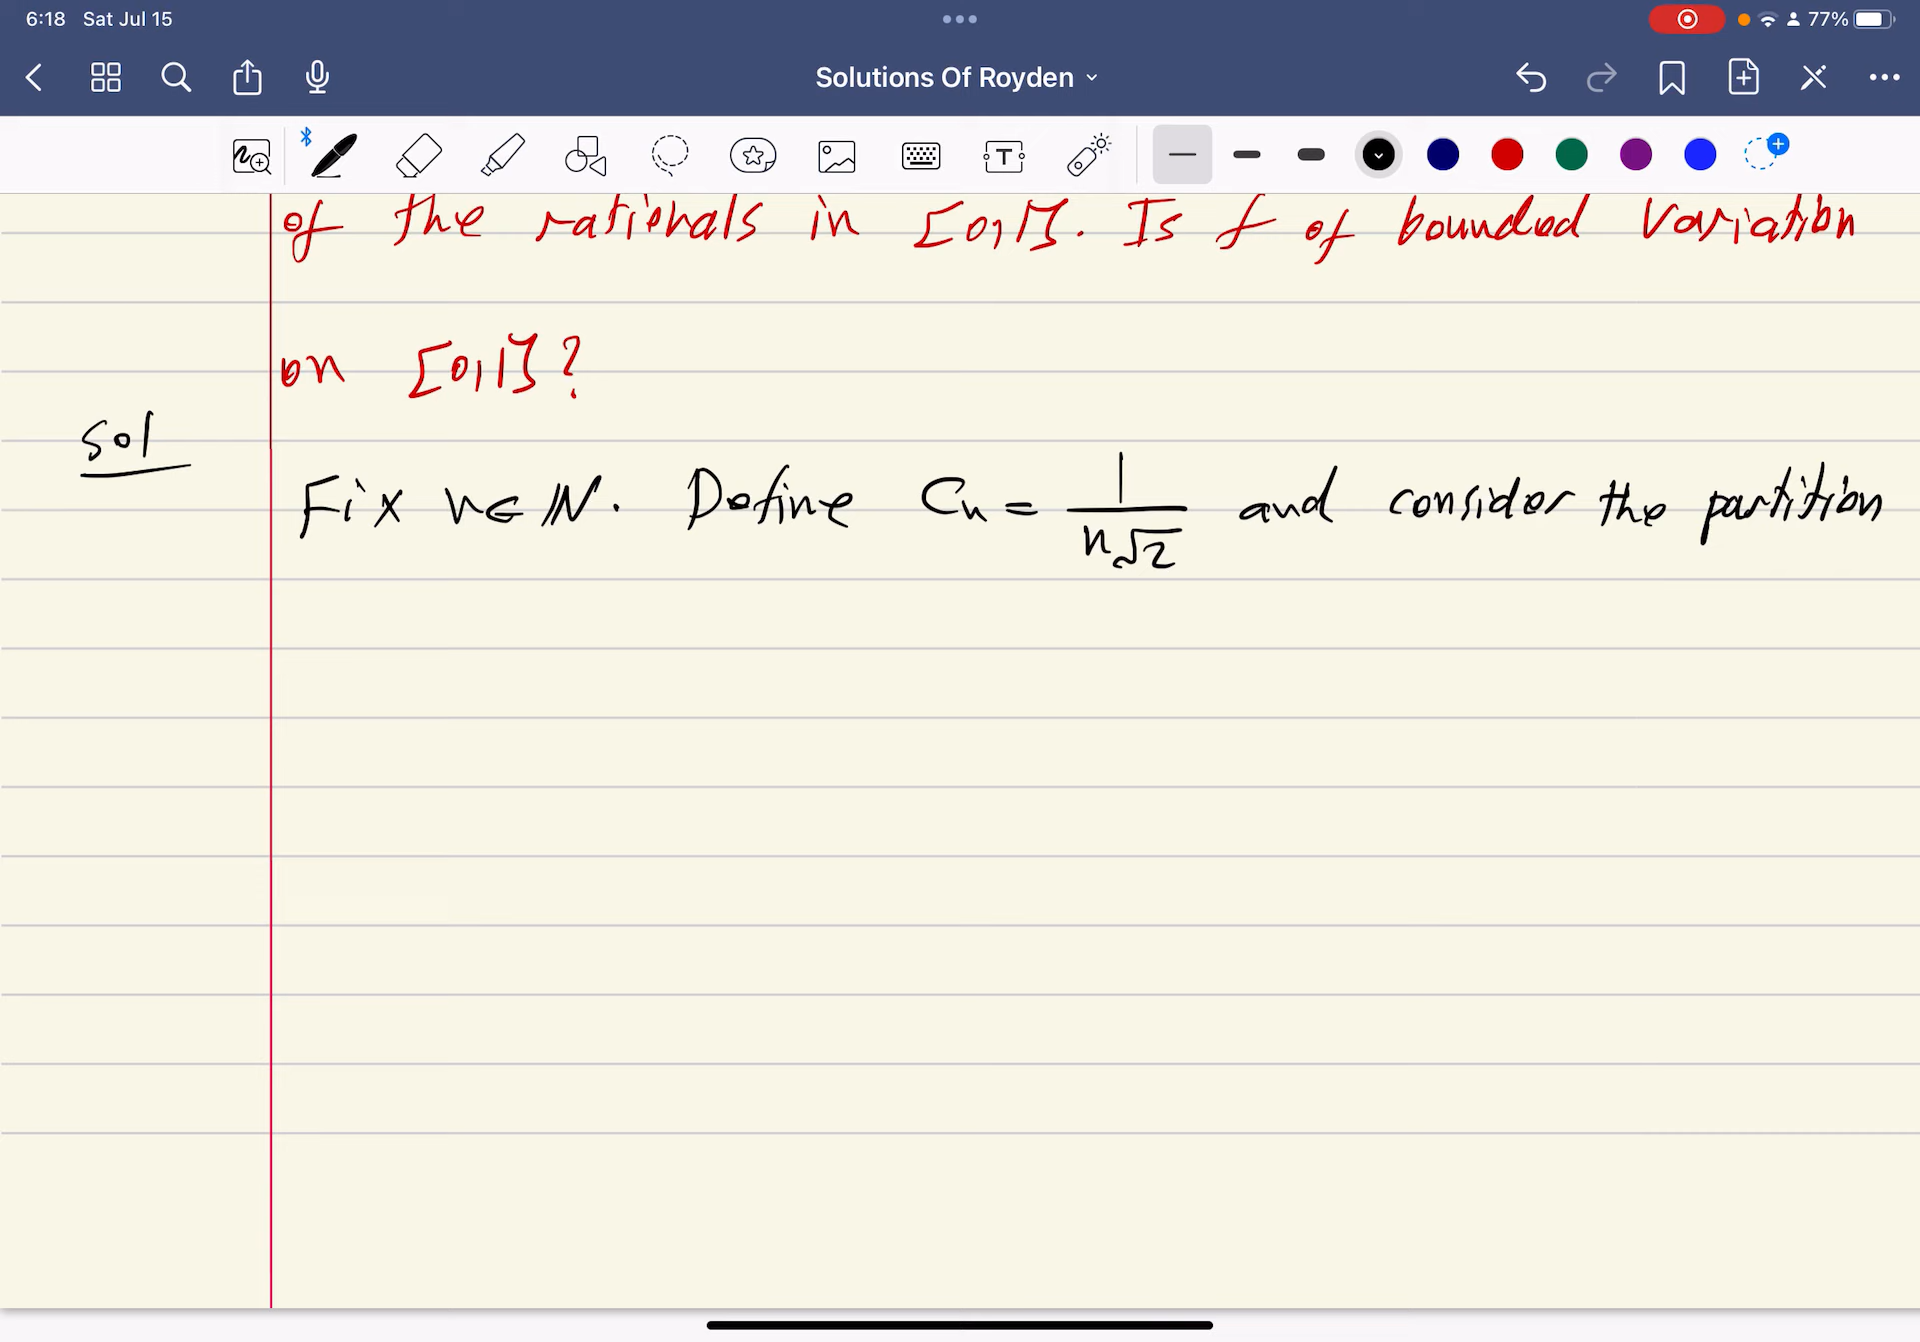 6:18 Sat Jul 15 77%
Solutions Of Royden
of the rationals in [0,1]. Is f of bounded Variation
on [0,1]?
Sol
Fix n∈ℕ. Define Cn = 1/(n√2) and consider the partition